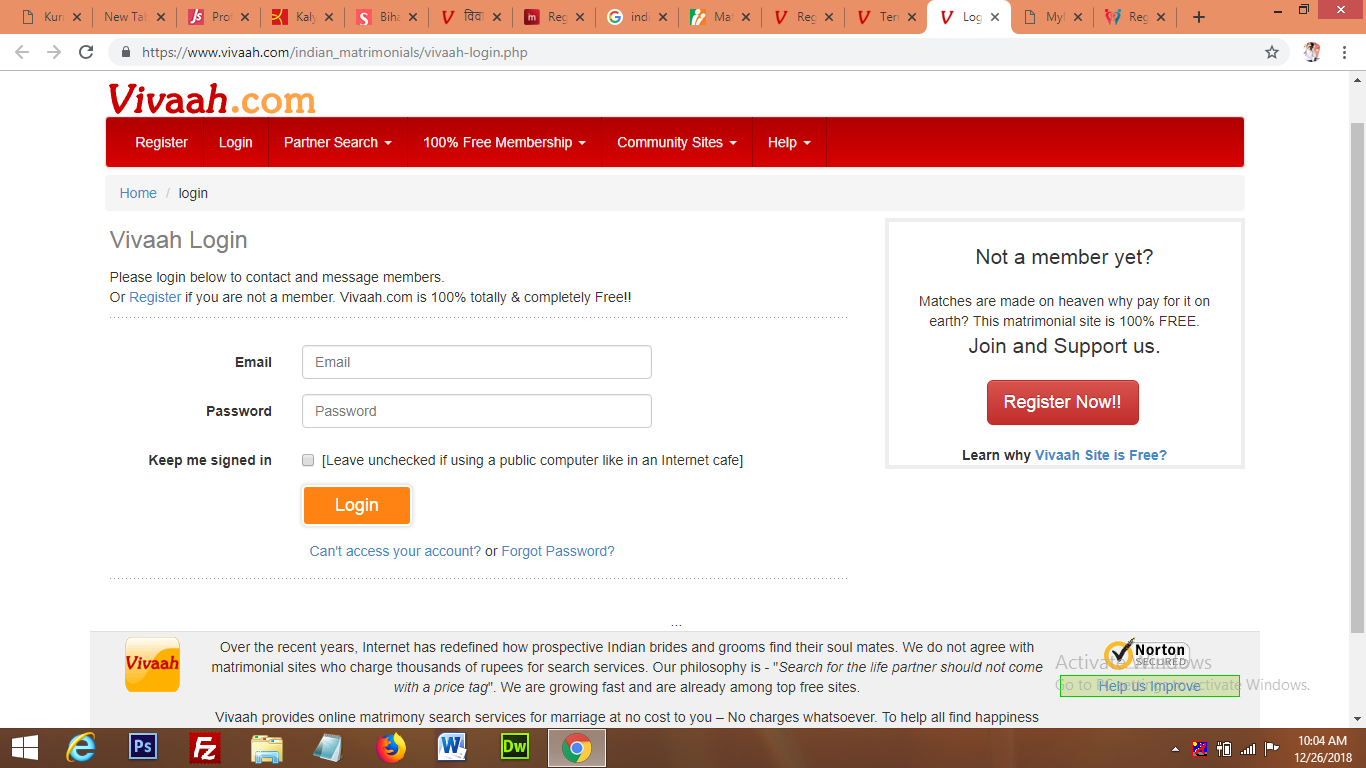 Kurr
New Tal
Prof
Kaly
Biha
विवा
Reg
indi
Mat
Reg
Terr
Log
MyI
Reg
https://www.vivaah.com/indian_matrimonials/vivaah-login.php
Vivaah.com
Register Login Partner Search 100% Free Membership Community Sites Help
Home / login
Vivaah Login
Please login below to contact and message members.
Or Register if you are not a member. Vivaah.com is 100% totally & completely Free!!
Email Email
Password Password
Keep me signed in [Leave unchecked if using a public computer like in an Internet cafe]
Login
Can't access your account? or Forgot Password?
Not a member yet?
Matches are made on heaven why pay for it on
earth? This matrimonial site is 100% FREE.
Join and Support us.
Register Now!!
Learn why Vivaah Site is Free?
...
Vivaah
Over the recent years, Internet has redefined how prospective Indian brides and grooms find their soul mates. We do not agree with
matrimonial sites who charge thousands of rupees for search services. Our philosophy is - "Search for the life partner should not come
with a price tag". We are growing fast and are already among top free sites.
Vivaah provides online matrimony search services for marriage at no cost to you – No charges whatsoever. To help all find happiness
Norton
SECURED
Activate Windows
Go to PC settings to activate Windows.
Help us improve
Ps
Fz
W
Dw
10:04 AM
12/26/2018